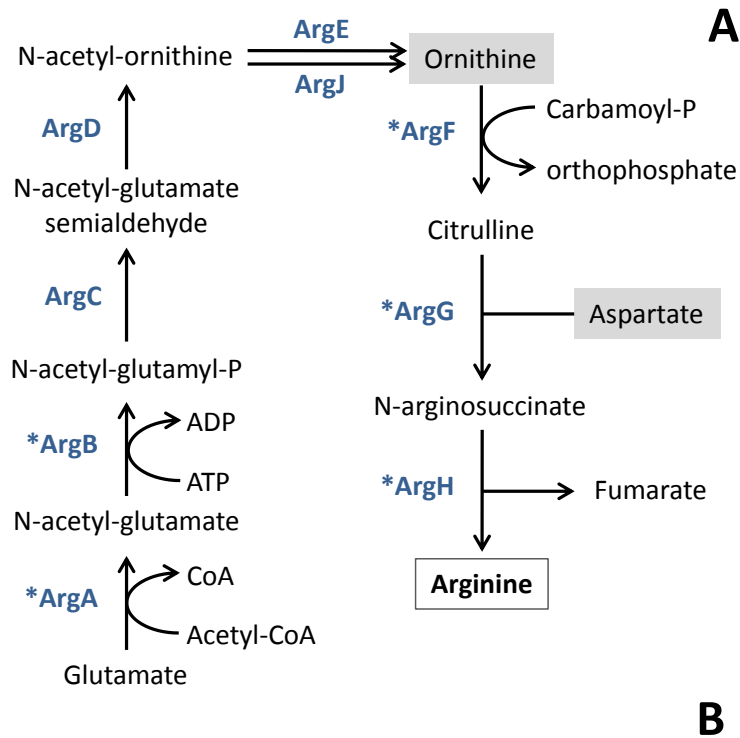 A
ArgE
N-acetyl-ornithine
Ornithine
ArgJ
*ArgF
Carbamoyl-P
ArgD
orthophosphate
N-acetyl-glutamate
semialdehyde
Citrulline
ArgC
*ArgG
Aspartate
N-acetyl-glutamyl-P
N-arginosuccinate
ADP
*ArgB
ATP
*ArgH
Fumarate
N-acetyl-glutamate
CoA
Arginine
*ArgA
Acetyl-CoA
Glutamate
B